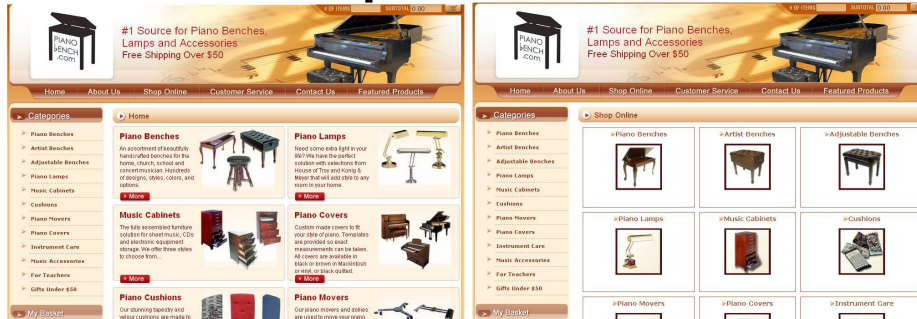 # OF ITEMS
SUBTOTAL 0.00
PIANO
bENCH
.com
#1 Source for Piano Benches,
Lamps and Accessories
Free Shipping Over $50
Home
About Us
Shop Online
Customer Service
Contact Us
Featured Products
Categories
Piano Benches
Artist Benches
Adjustable Benches
Piano Lamps
Music Cabinets
Cushions
Piano Movers
Piano Covers
Instrument Care
Music Accessories
For Teachers
Gifts Under $50
My Basket
Home
Piano Benches
An assortment of beautifully
handcrafted benches for the
home, church, school and
concert musician. Hundreds
of designs, styles, colors, and
options.
» More
Piano Lamps
Need some extra light in your
life? We have the perfect
solution with selections from
House of Troy and Konig &
Meyer that will add style to any
room in your home.
» More
Music Cabinets
The fully assembled furniture
solution for sheet music, CDs
and electronic equipment
storage. We offer three styles
to choose from...
» More
Piano Covers
Custom made covers to fit
your style of piano. Templates
are provided so exact
measurements can be taken.
All covers are available in
black or brown in Mackintosh
or vinyl, or black quilted.
» More
Piano Cushions
Our stunning tapestry and
velour cushions are made to
Piano Movers
Our piano movers and dollies
are used to move your piano,
# OF ITEMS
SUBTOTAL 0.00
PIANO
bENCH
.com
#1 Source for Piano Benches,
Lamps and Accessories
Free Shipping Over $50
Home
About Us
Shop Online
Customer Service
Contact Us
Featured Products
Categories
Piano Benches
Artist Benches
Adjustable Benches
Piano Lamps
Music Cabinets
Cushions
Piano Movers
Piano Covers
Instrument Care
Music Accessories
For Teachers
Gifts Under $50
My Basket
Shop Online
Piano Benches
Artist Benches
Adjustable Benches
Piano Lamps
Music Cabinets
Cushions
Piano Movers
Piano Covers
Instrument Care